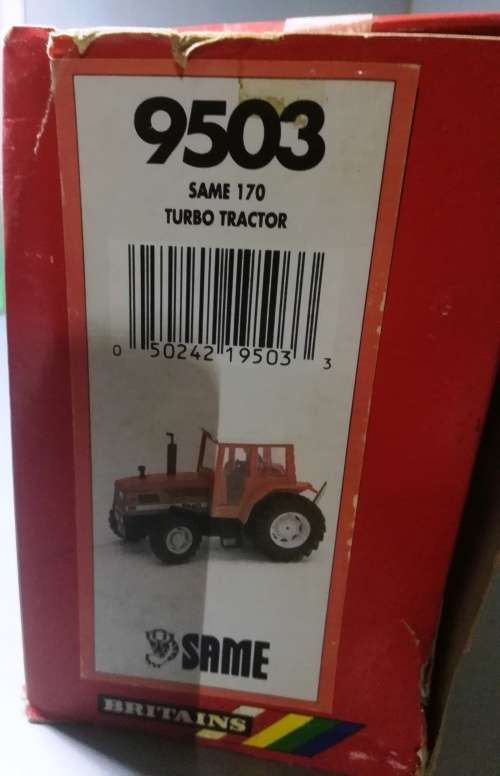 9503
SAME 170
TURBO TRACTOR
0 50242 19503 3
SAME
BRITAINS